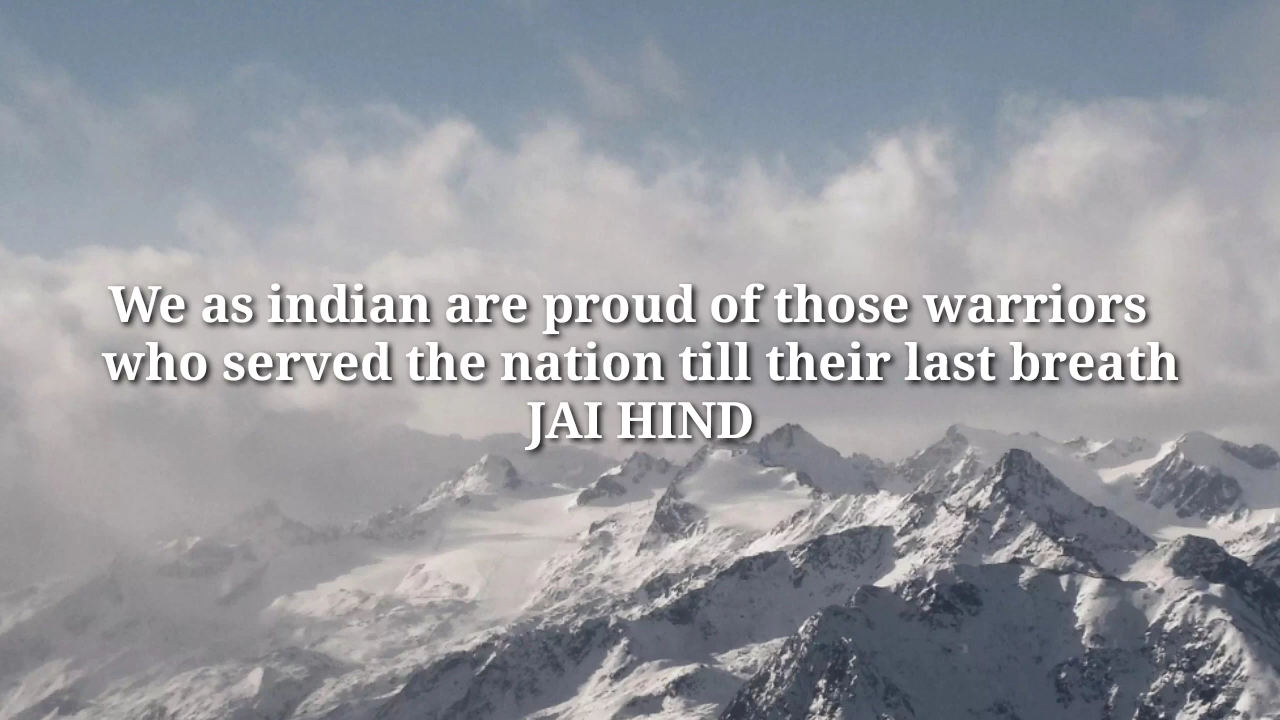 We as indian are proud of those warriors
who served the nation till their last breath
JAI HIND